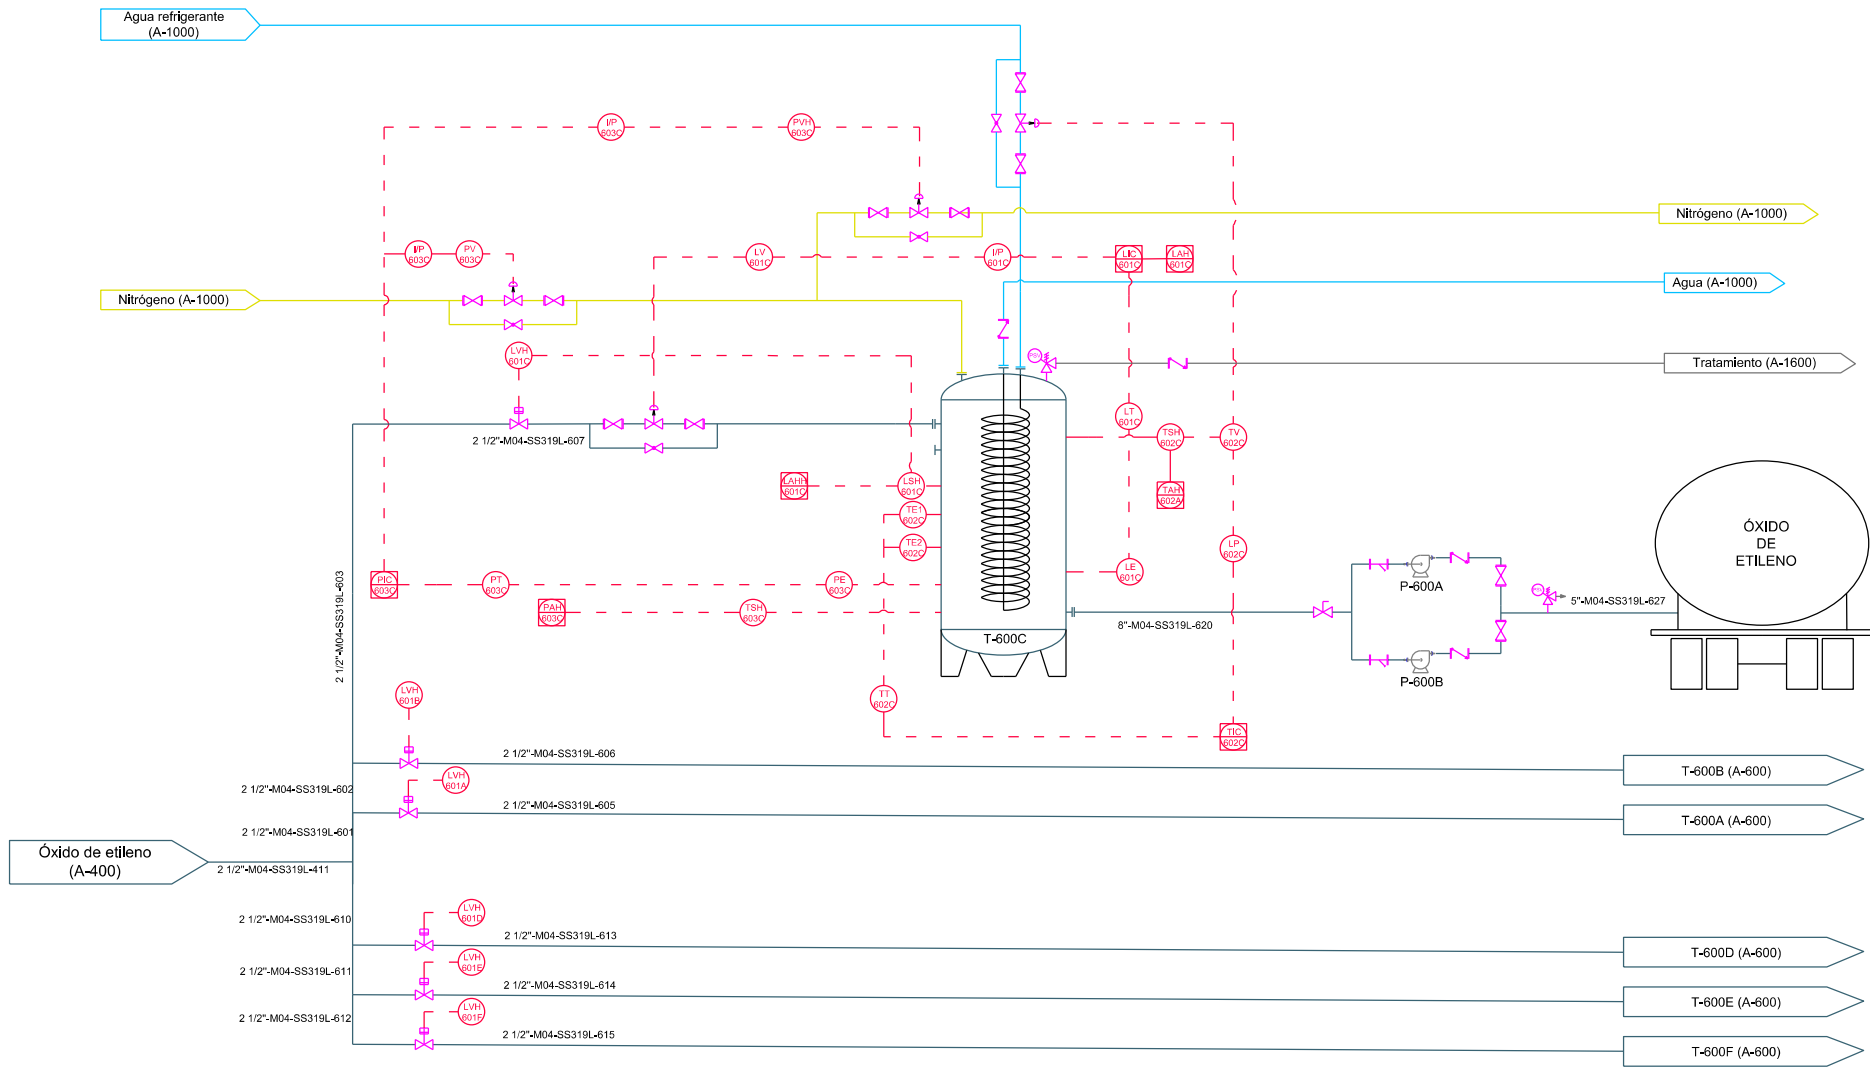 Agua refrigerante
(A-1000)
I/P
603C
PVH
603C
Nitrógeno (A-1000)
I/P
603C
PV
603C
LV
601C
I/P
601C
LIC
601C
LAH
601C
Agua (A-1000)
Nitrógeno (A-1000)
LVH
601C
PSV
Tratamiento (A-1600)
2 1/2"-M04-SS319L-607
LT
601C
TSH
602C
TV
602C
LAHH
601C
LSH
601C
TAH
602A
TE1
602C
TE2
602C
LP
602C
ÓXIDO
DE
ETILENO
PIC
603C
PT
603C
PE
603C
LE
601C
P-600A
PAH
603C
TSH
603C
2 1/2"-M04-SS319L-603
T-600C
8"-M04-SS319L-620
5"-M04-SS319L-627
P-600B
LVH
601B
TT
602C
TIC
602C
2 1/2"-M04-SS319L-606
T-600B (A-600)
LVH
601A
2 1/2"-M04-SS319L-602
2 1/2"-M04-SS319L-605
T-600A (A-600)
2 1/2"-M04-SS319L-601
Óxido de etileno
(A-400)
2 1/2"-M04-SS319L-411
LVH
601D
2 1/2"-M04-SS319L-610
2 1/2"-M04-SS319L-613
T-600D (A-600)
LVH
601E
2 1/2"-M04-SS319L-611
2 1/2"-M04-SS319L-614
T-600E (A-600)
LVH
601F
2 1/2"-M04-SS319L-612
2 1/2"-M04-SS319L-615
T-600F (A-600)